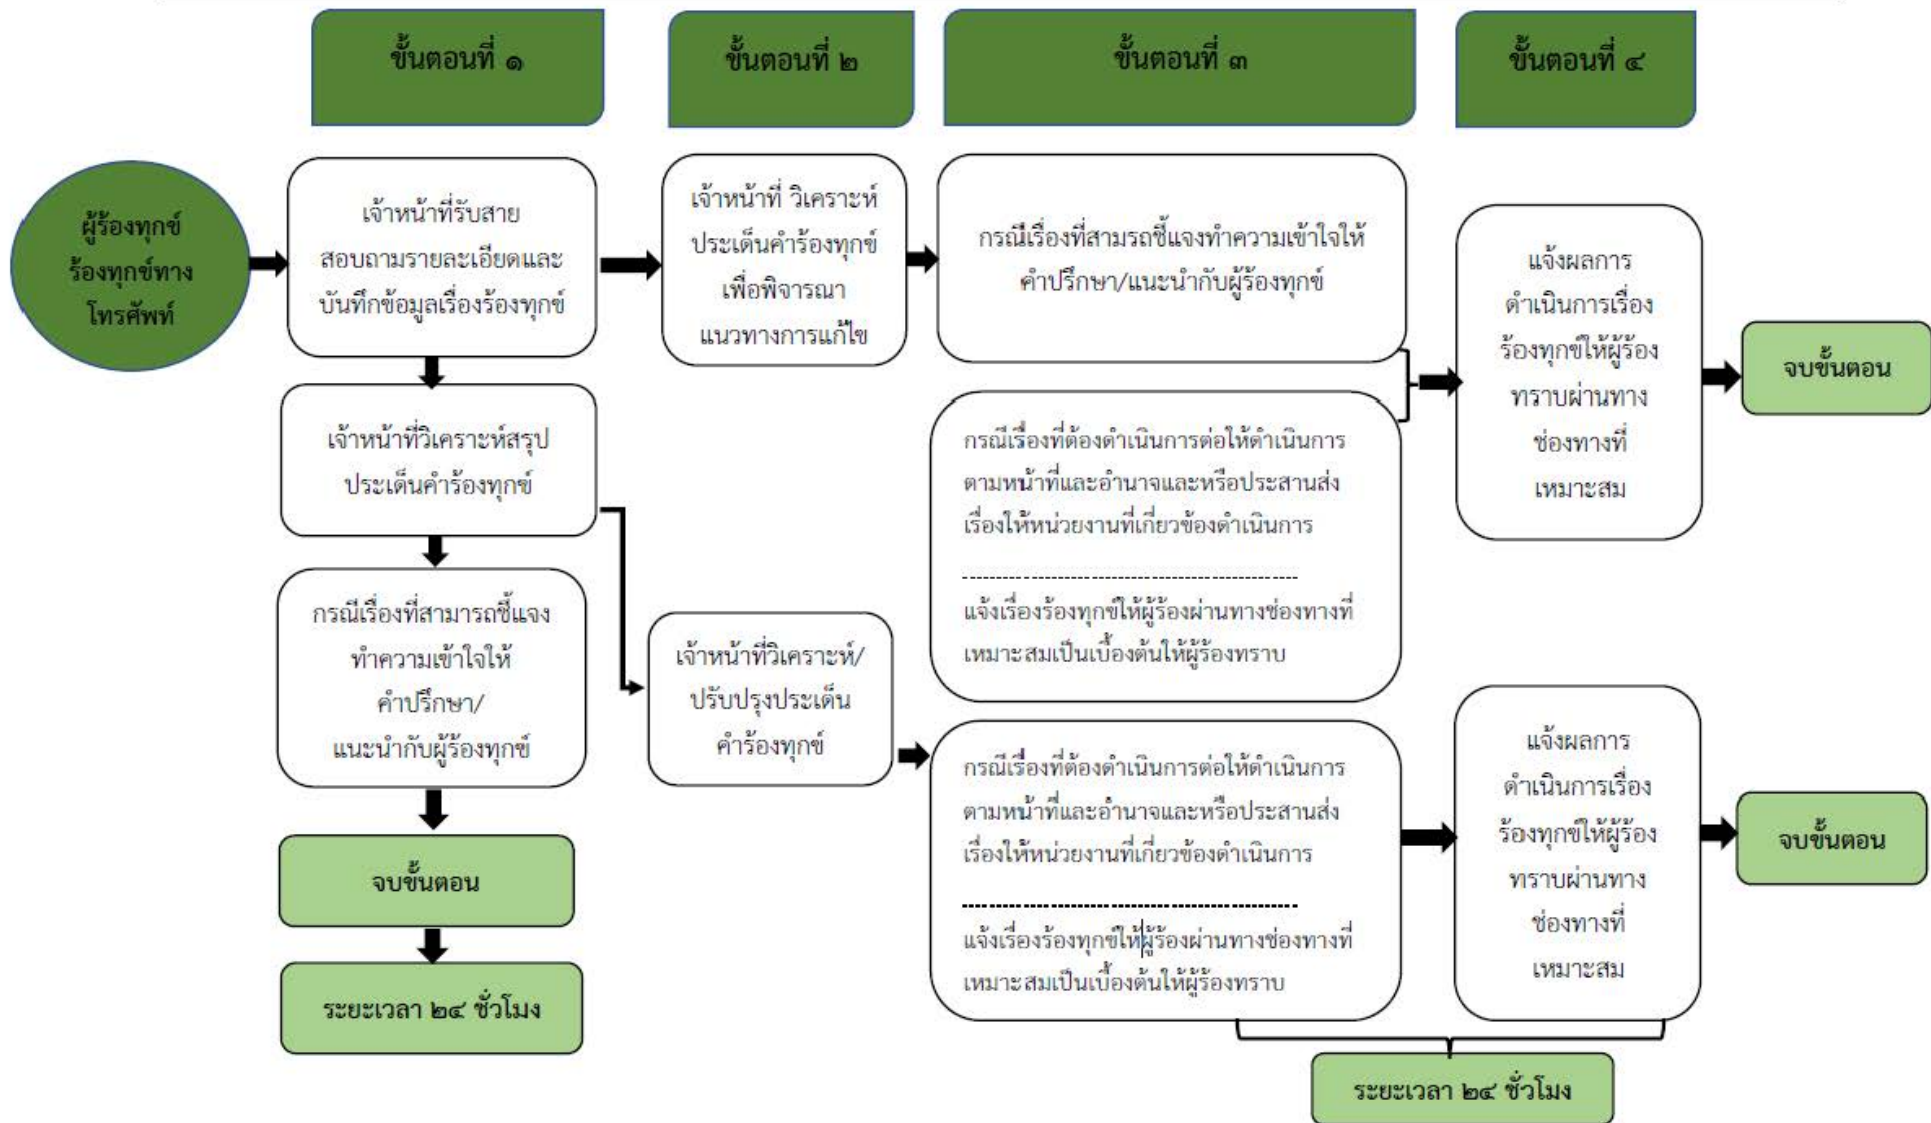 ขั้นตอนที่ ๑
ขั้นตอนที่ ๒
ขั้นตอนที่ ๓
ขั้นตอนที่ ๔
ผู้ร้องทุกข์
ร้องทุกข์ทาง
โทรศัพท์
เจ้าหน้าที่รับสาย
สอบถามรายละเอียดและ
บันทึกข้อมูลเรื่องร้องทุกข์
เจ้าหน้าที่ วิเคราะห์
ประเด็นคำร้องทุกข์
เพื่อพิจารณา
แนวทางการแก้ไข
กรณีเรื่องที่สามรถชี้แจงทำความเข้าใจให้
คำปรึกษา/แนะนำกับผู้ร้องทุกข์
แจ้งผลการ
ดำเนินการเรื่อง
ร้องทุกข์ให้ผู้ร้อง
ทราบผ่านทาง
ช่องทางที่
เหมาะสม
จบขั้นตอน
เจ้าหน้าที่วิเคราะห์สรุป
ประเด็นคำร้องทุกข์
กรณีเรื่องที่ต้องดำเนินการต่อให้ดำเนินการ
ตามหน้าที่และอำนาจและหรือประสานส่ง
เรื่องให้หน่วยงานที่เกี่ยวข้องดำเนินการ
แจ้งเรื่องร้องทุกข์ให้ผู้ร้องผ่านทางช่องทางที่
เหมาะสมเป็นเบื้องต้นให้ผู้ร้องทราบ
กรณีเรื่องที่สามารถชี้แจง
ทำความเข้าใจให้
คำปรึกษา/
แนะนำกับผู้ร้องทุกข์
เจ้าหน้าที่วิเคราะห์/
ปรับปรุงประเด็น
คำร้องทุกข์
กรณีเรื่องที่ต้องดำเนินการต่อให้ดำเนินการ
ตามหน้าที่และอำนาจและหรือประสานส่ง
เรื่องให้หน่วยงานที่เกี่ยวข้องดำเนินการ
แจ้งเรื่องร้องทุกข์ให้ผู้ร้องผ่านทางช่องทางที่
เหมาะสมเป็นเบื้องต้นให้ผู้ร้องทราบ
แจ้งผลการ
ดำเนินการเรื่อง
ร้องทุกข์ให้ผู้ร้อง
ทราบผ่านทาง
ช่องทางที่
เหมาะสม
จบขั้นตอน
จบขั้นตอน
ระยะเวลา ๒๔ ชั่วโมง
ระยะเวลา ๒๔ ชั่วโมง